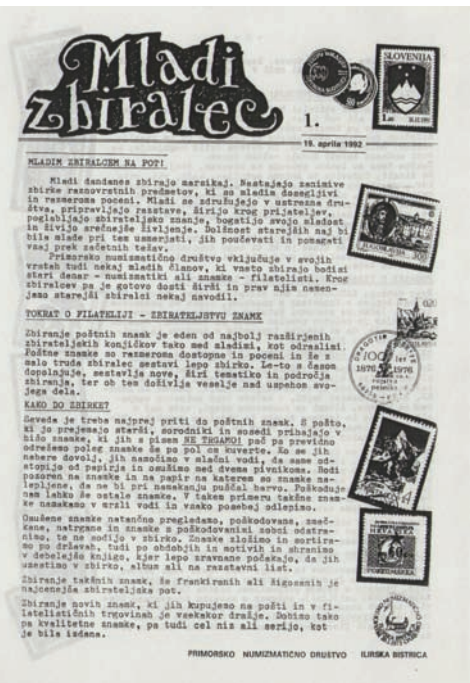 Mladi
zbiralec
SLOVENIJA
1.
19. aprila 1992
MLADIM ZBIRALCEM NA POT!
Mladi dandanes zbirajo marsikaj. Nastajajo zanimive
zbirke raznovrstnih predmetov, ki so mladim dosegljivi
in razmeroma poceni. Mladi se združujejo v ustrezna dru-
štva, pripravljajo razstave, širijo krog prijateljev,
poglabljajo zbirateljsko znanje, bogatijo svojo mladost
in živijo srečnejše življenje. Dolžnost starejših naj bi
bila mlade pri tem usmerjati, jih poučevati in pomagati
vsaj prek začetnih težav.
Primorsko numizmatično društvo vključuje v svojih
vrstah tudi nekaj mladih članov, ki vneto zbirajo bodisi
stari denar - numizmatiki ali znamke - filatelisti. Krog
zbiralcev pa je gotovo dosti širši in prav njim namen-
jamo starejši zbiralci nekaj navodil.
TOKRAT O FILATELIJI - ZBIRATELJSTVU ZNAMK
Zbiranje poštnih znamk je eden od najbolj razširjenih
zbirateljskih konjičkov tako med mladimi, kot odraslimi.
Poštne znamke so razmeroma dostopne in poceni in že z
malo truda zbiralec sestavi lepo zbirko. Le-to s časom
dopolnjuje, sestavlja nove, širi tematiko in področja
zbiranja, ter ob tem doživlja veselje nad uspehom svo-
jega dela.
KAKO DO ZBIRKE?
Seveda je treba najprej priti do poštnih znamk. S pošto,
ki jo prejemajo starši, sorodniki in sosedi prihajajo v
hišo znamke, ki jih s pisem NE TRGAMO! pač pa previdno
odrežemo poleg znamke še po pol cm kuverte. Ko se jih
nabere dovolj, jih namočimo v mlačni vodi, da same od-
stopijo od papirja in osušimo med dvema pivnikoma. Bodi
pozoren na znamke in na papir na katerem so znamke na-
lepljene, da se bi pri namakanju puščal barvo. Poškoduje
nam lahko še ostale znamke. V takem primeru takšne znam-
ke namakamo v mrzli vodi in vsako posebej odlepimo.
Osušene znamke natančno pregledamo, poškodovane, zmeč-
kane, natrgane in znamke s poškodovanimi zobci odstra-
nimo, te ne sodijo v zbirko. Znamke zložimo in sortira-
mo po državah, tudi po obdobjih in motivih in shranimo
v debelejšo knjigo, kjer lepo zravnane počakajo, da jih
uvrstimo v zbirko, album ali na razstavni list.
Zbiranje takšnih znamk, še frankiranih ali žigosanih je
najcenejša zbirateljska pot.
Zbiranje novih znamk, ki jih kupujemo na pošti in v fi-
latelističnih trgovinah je vsekakor dražje. Dobimo tako
pa kvalitetne znamke, pa tudi cel niz ali serijo, kot
je bila izdana.
JUGOSLAVIJA
300
100 let
1876 1976
HRVATSKA
PRIMORSKO NUMIZMATIČNO DRUŠTVO ILIRSKA BISTRICA